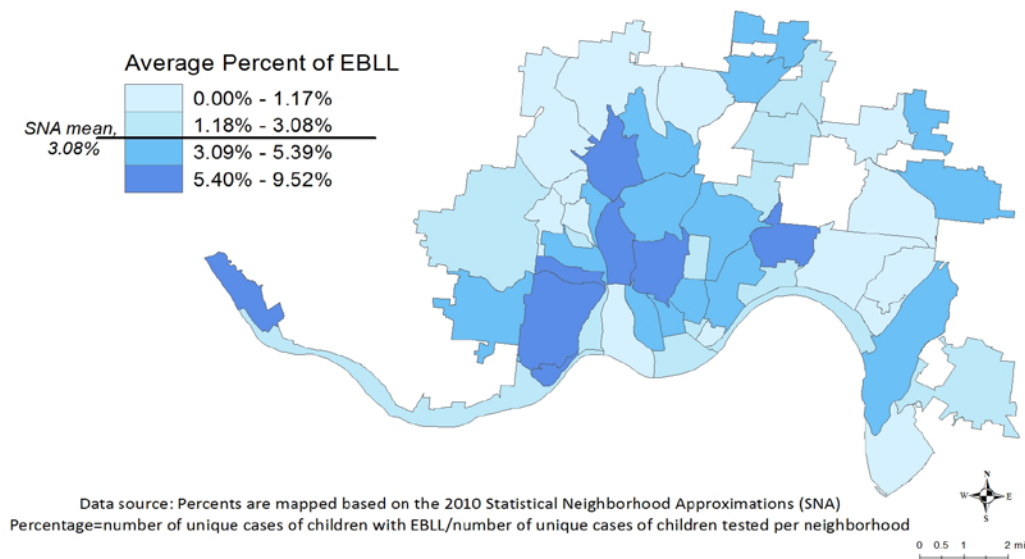 Average Percent of EBLL
0.00% - 1.17%
1.18% - 3.08%
SNA mean,
3.08%
3.09% - 5.39%
5.40% - 9.52%
N
W E
S
Data source: Percents are mapped based on the 2010 Statistical Neighborhood Approximations (SNA)
Percentage=number of unique cases of children with EBLL/number of unique cases of children tested per neighborhood
0 0.5 1 2 mi